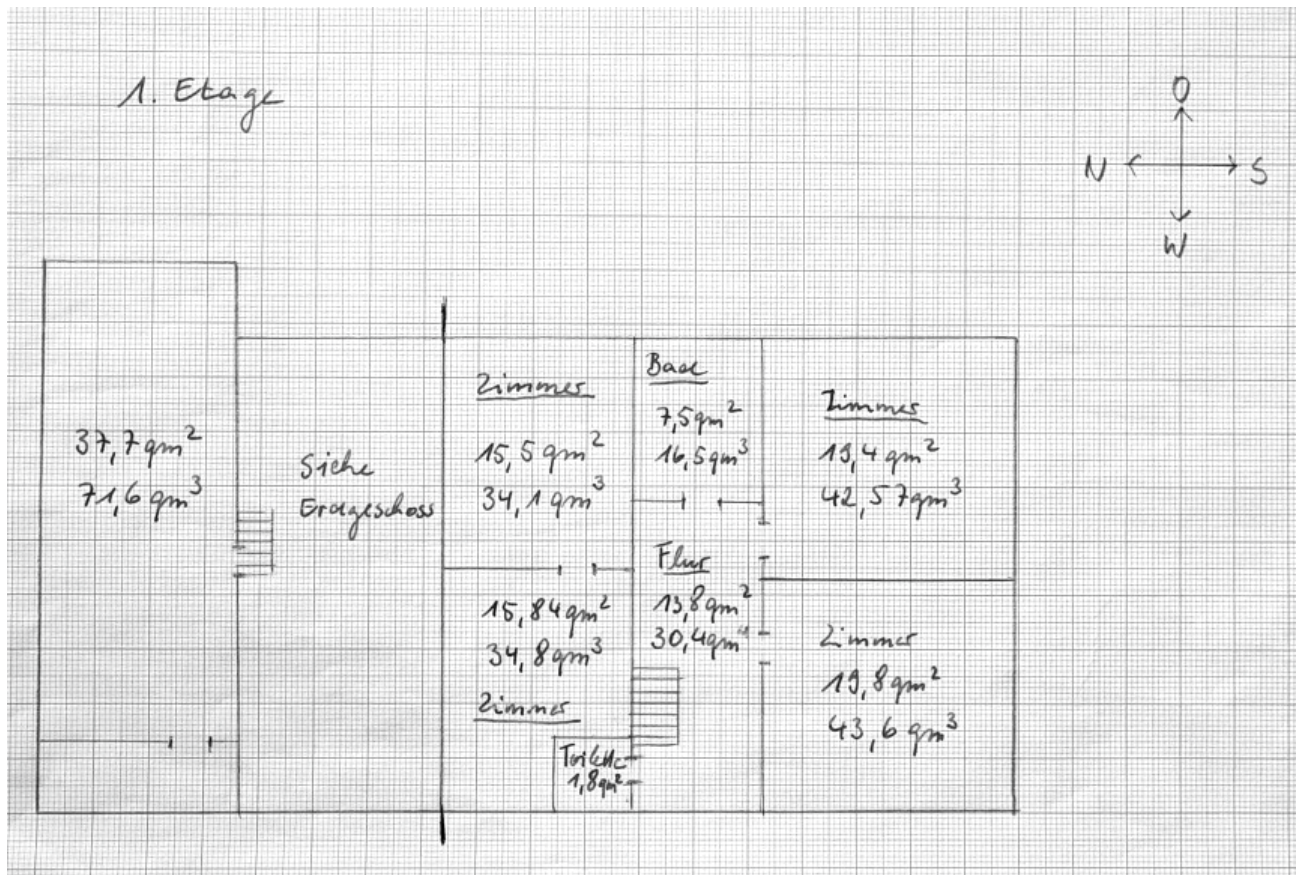 1. Etage
O
N
S
W
37,7 qm²
71,6 qm³
Siehe
Erdgeschoss
Zimmer
15,5 qm²
34,1 qm³
15,84 qm²
34,8 qm³
Zimmer
Toilette
1,8 qm²
Bad
7,5 qm²
16,5 qm³
Flur
13,8 qm²
30,4 qm³
Zimmer
19,4 qm²
42,57 qm³
Zimmer
19,8 qm²
43,6 qm³